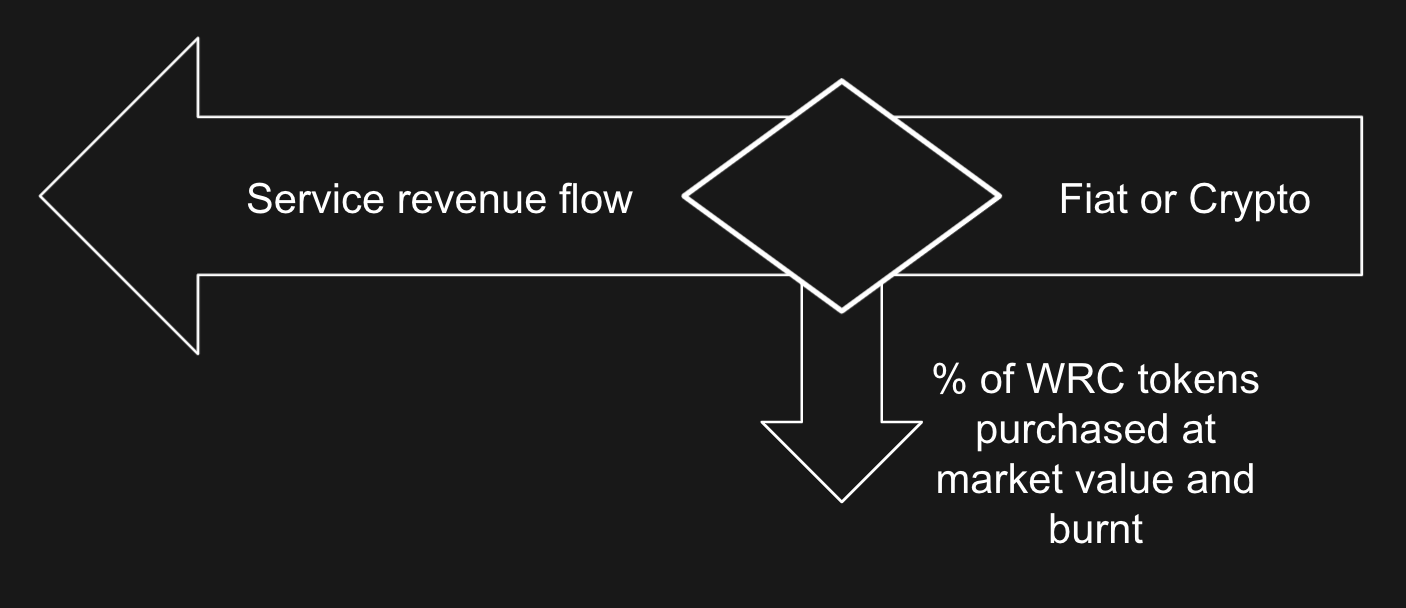 Service revenue flow
Fiat or Crypto
% of WRC tokens
purchased at
market value and
burnt